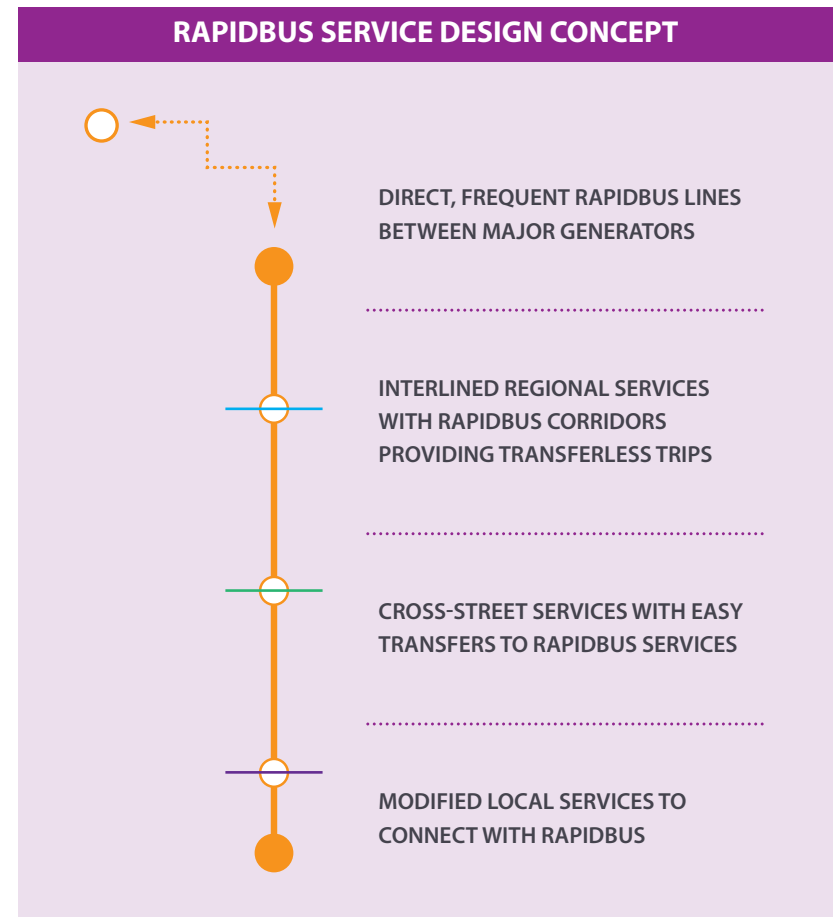 RAPIDBUS SERVICE DESIGN CONCEPT
DIRECT, FREQUENT RAPIDBUS LINES
BETWEEN MAJOR GENERATORS
INTERLINED REGIONAL SERVICES
WITH RAPIDBUS CORRIDORS
PROVIDING TRANSFERLESS TRIPS
CROSS-STREET SERVICES WITH EASY
TRANSFERS TO RAPIDBUS SERVICES
MODIFIED LOCAL SERVICES TO
CONNECT WITH RAPIDBUS